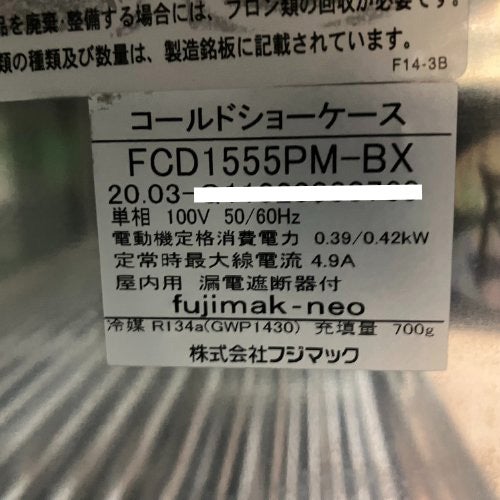 品を廃棄・整備する場合には、フロン類の回収が必要です。
類の種類及び数量は、製造銘板に記載されています。
F14-3B
コールドショーケース
FCD1555PM-BX
20.03-
単相 100V 50/60Hz
電動機定格消費電力 0.39/0.42kW
定常時最大線電流 4.9A
屋内用 漏電遮断器付
fujimak-neo
冷媒 R134a(GWP1430) 充填量 700g
株式会社フジマック